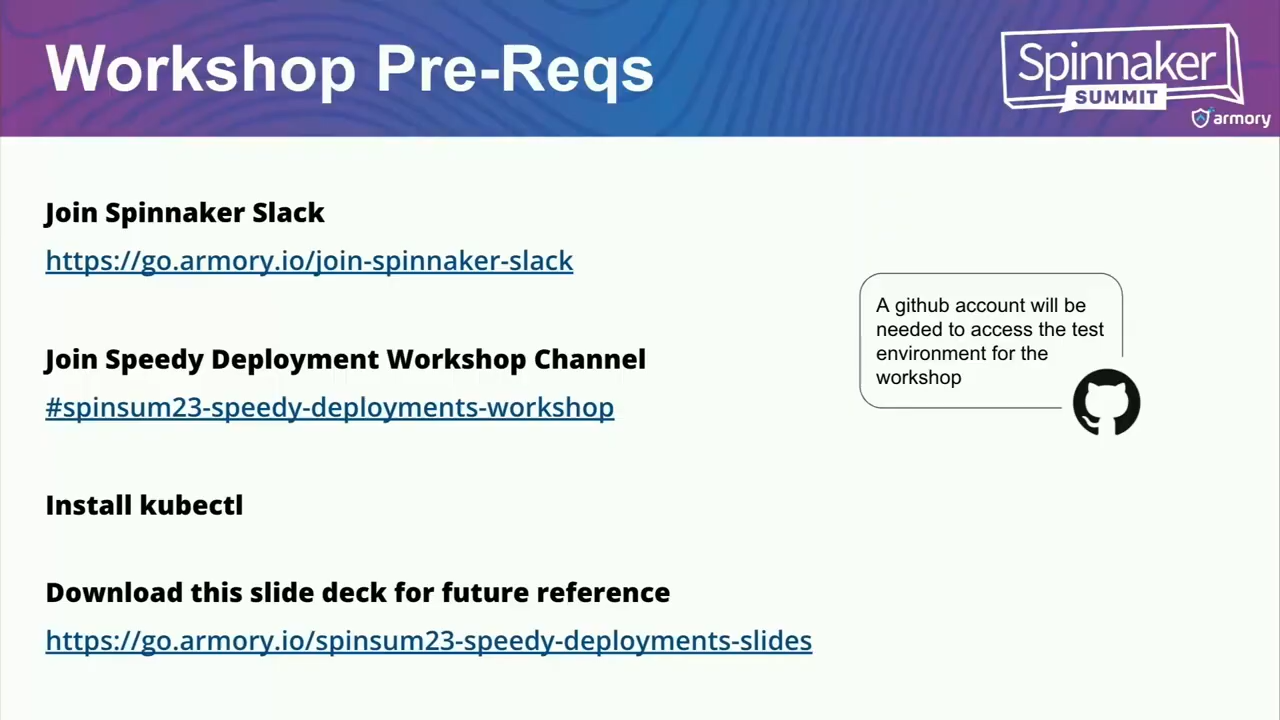 Workshop Pre-Reqs
Spinnaker
SUMMIT
armory
Join Spinnaker Slack
https://go.armory.io/join-spinnaker-slack
Join Speedy Deployment Workshop Channel
#spinsum23-speedy-deployments-workshop
Install kubectl
Download this slide deck for future reference
https://go.armory.io/spinsum23-speedy-deployments-slides
A github account will be
needed to access the test
environment for the
workshop